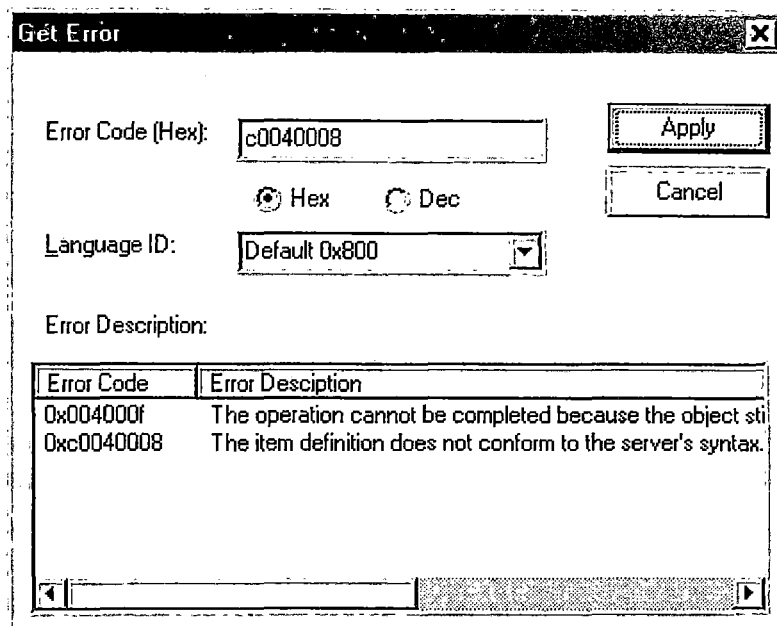 Get Error
Error Code (Hex):
c0040008
Apply
Hex
Dec
Cancel
Language ID:
Default 0x800
Error Description:
Error Code
Error Desciption
0x004000f
The operation cannot be completed because the object sti
0xc0040008
The item definition does not conform to the server's syntax.